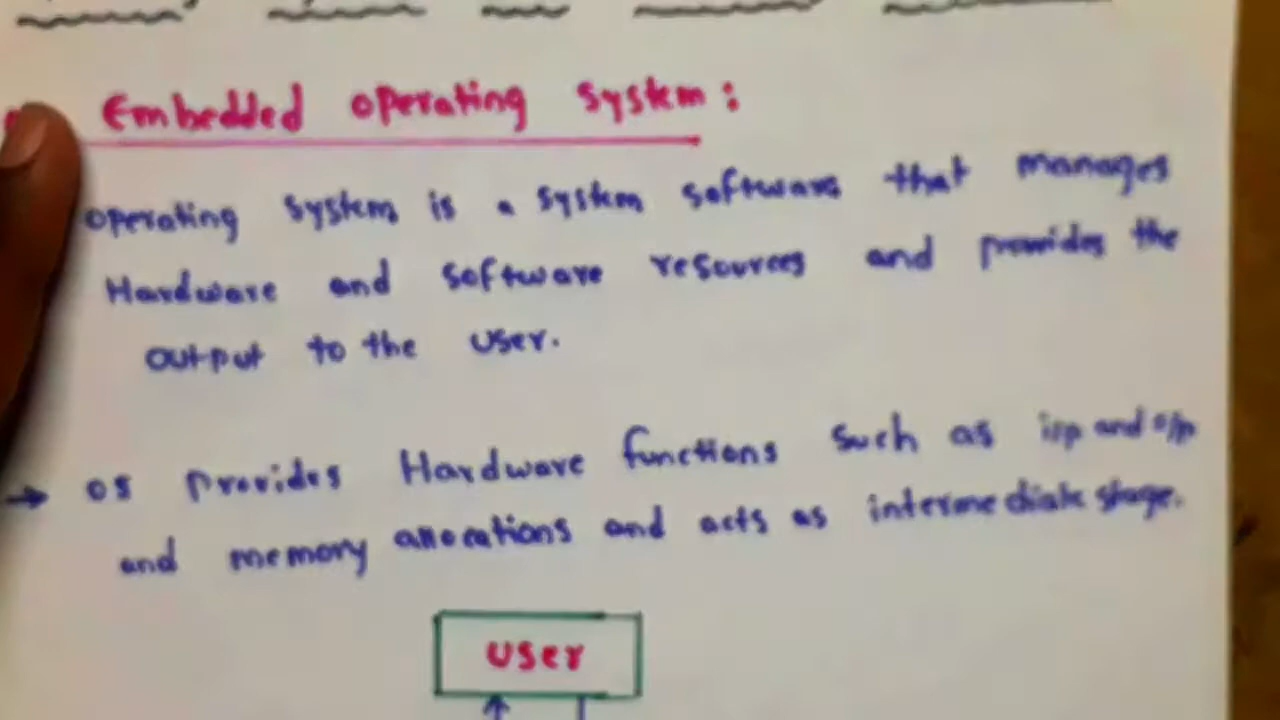 Embedded operating system:
operating system is a system software that manages
Hardware and software resources and provides the
output to the user.
→ OS provides Hardware functions such as i/p and o/p
and memory allocations and acts as intermediate stage.
user